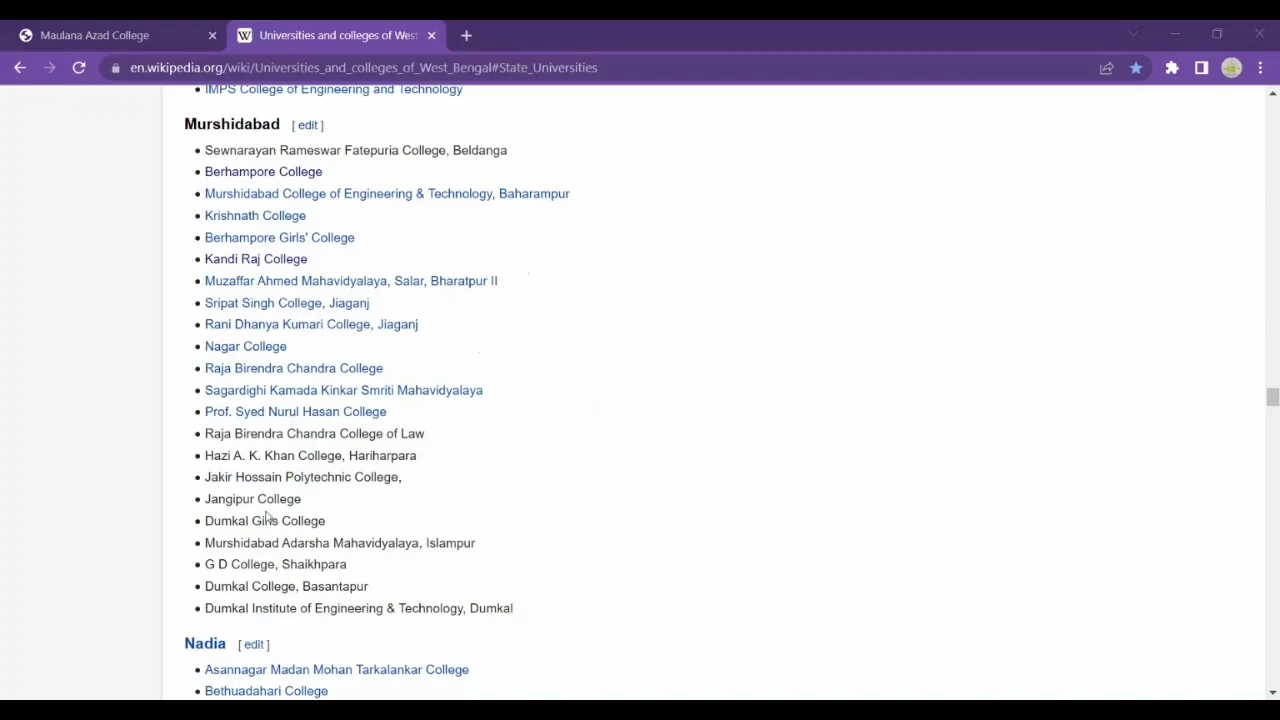 Maulana Azad College
Universities and colleges of Wes
en.wikipedia.org/wiki/Universities_and_colleges_of_West_Bengal#State_Universities
IMPS College of Engineering and Technology
Murshidabad [ edit ]
Sewnarayan Rameswar Fatepuria College, Beldanga
Berhampore College
Murshidabad College of Engineering & Technology, Baharampur
Krishnath College
Berhampore Girls' College
Kandi Raj College
Muzaffar Ahmed Mahavidyalaya, Salar, Bharatpur II
Sripat Singh College, Jiaganj
Rani Dhanya Kumari College, Jiaganj
Nagar College
Raja Birendra Chandra College
Sagardighi Kamada Kinkar Smriti Mahavidyalaya
Prof. Syed Nurul Hasan College
Raja Birendra Chandra College of Law
Hazi A. K. Khan College, Hariharpara
Jakir Hossain Polytechnic College,
Jangipur College
Dumkal Girls College
Murshidabad Adarsha Mahavidyalaya, Islampur
G D College, Shaikhpara
Dumkal College, Basantapur
Dumkal Institute of Engineering & Technology, Dumkal
Nadia [ edit ]
Asannagar Madan Mohan Tarkalankar College
Bethuadahari College